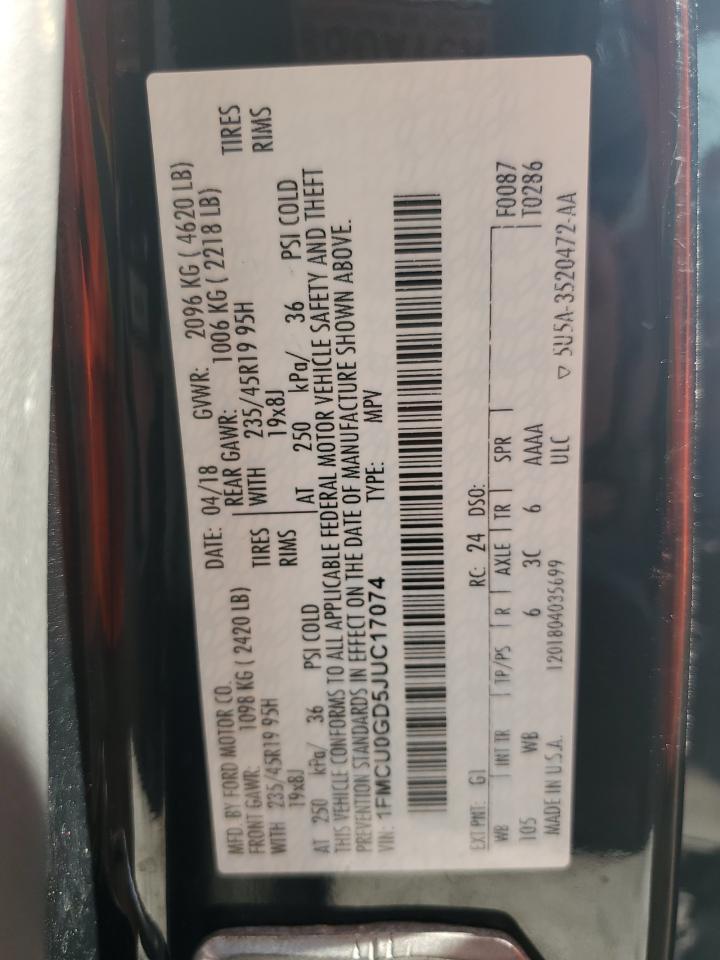 MFD. BY FORD MOTOR CO.
DATE: 04/18 GVWR: 2096 KG ( 4620 LB)
FRONT GAWR: 1098 KG ( 2420 LB) REAR GAWR: 1006 KG ( 2218 LB)
WITH 235/45R19 95H TIRES WITH 235/45R19 95H TIRES
19x8J RIMS 19x8J RIMS
AT 250 kPa/ 36 PSI COLD AT 250 kPa/ 36 PSI COLD
THIS VEHICLE CONFORMS TO ALL APPLICABLE FEDERAL MOTOR VEHICLE SAFETY AND THEFT
PREVENTION STANDARDS IN EFFECT ON THE DATE OF MANUFACTURE SHOWN ABOVE.
VIN: 1FMCU0GD5JUC17074 TYPE: MPV
EXT PNT: G1 RC: 24 DSO:
WB INT TR TP/PS R AXLE TR SPR F0087
105 WB 6 3C 6 AAAA T0286
MADE IN U.S.A. 1201804035699 ULC ▽ 5U5A-3520472-AA